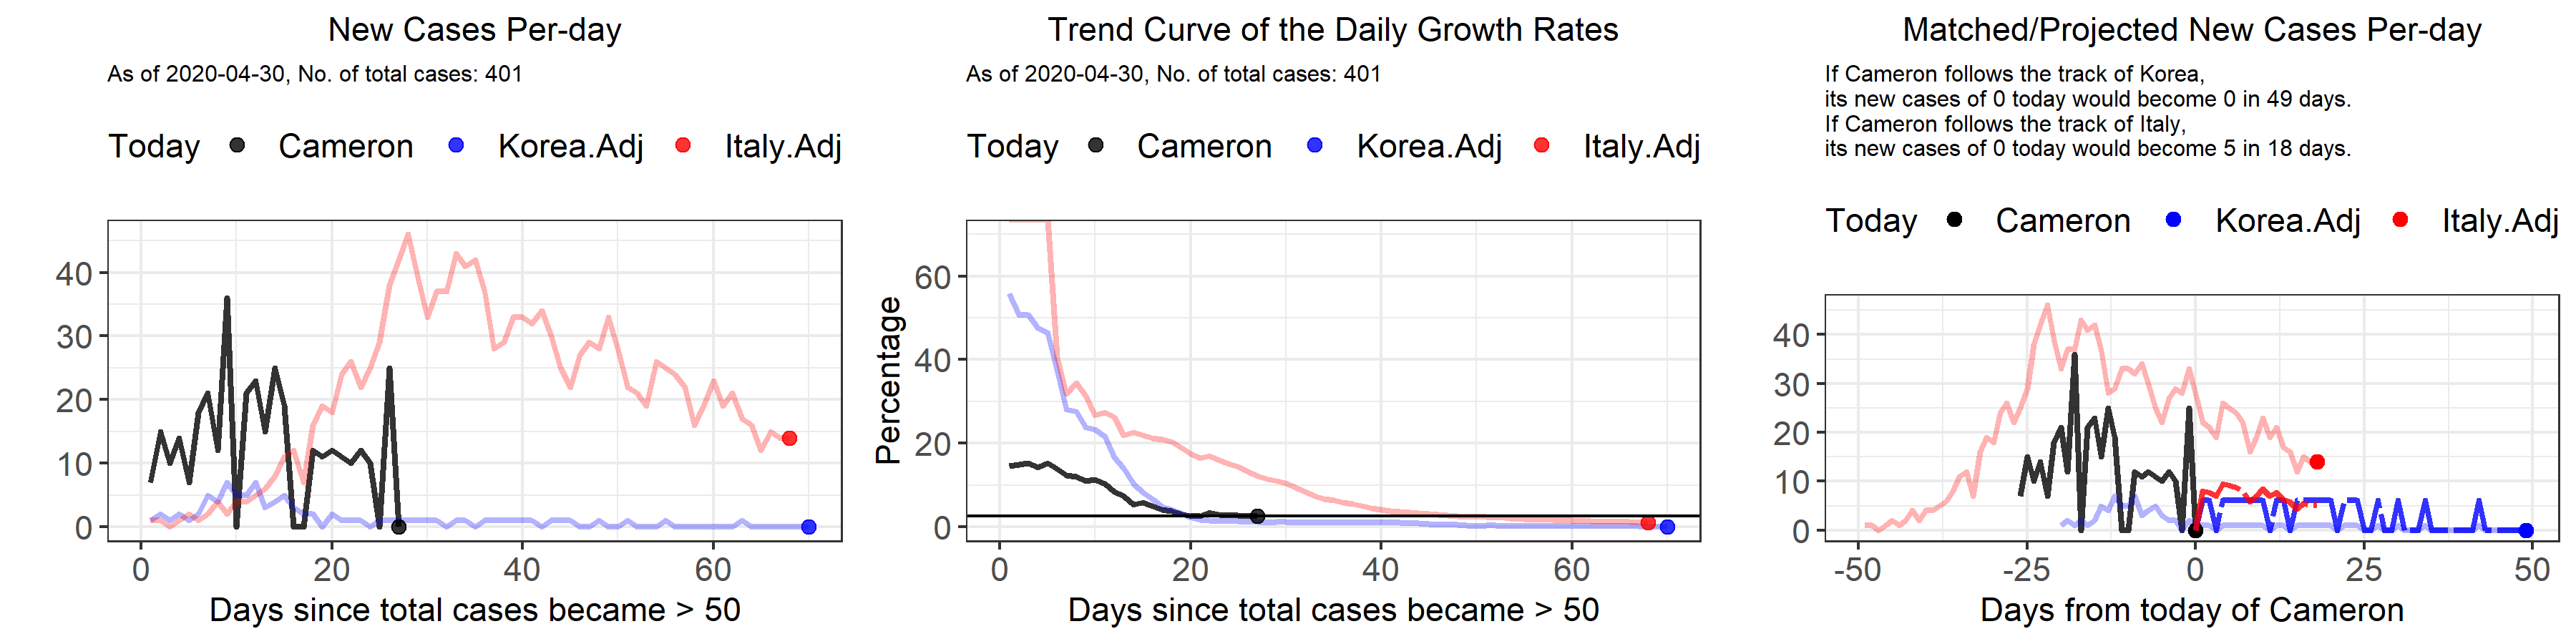 New Cases Per-day
As of 2020-04-30, No. of total cases: 401
Today Cameron Korea.Adj Italy.Adj
40
30
20
10
0
0 20 40 60
Days since total cases became > 50
Trend Curve of the Daily Growth Rates
As of 2020-04-30, No. of total cases: 401
Today Cameron Korea.Adj Italy.Adj
Percentage
60
40
20
0
0 20 40 60
Days since total cases became > 50
Matched/Projected New Cases Per-day
If Cameron follows the track of Korea,
its new cases of 0 today would become 0 in 49 days.
If Cameron follows the track of Italy,
its new cases of 0 today would become 5 in 18 days.
Today Cameron Korea.Adj Italy.Adj
40
30
20
10
0
-50 -25 0 25 50
Days from today of Cameron